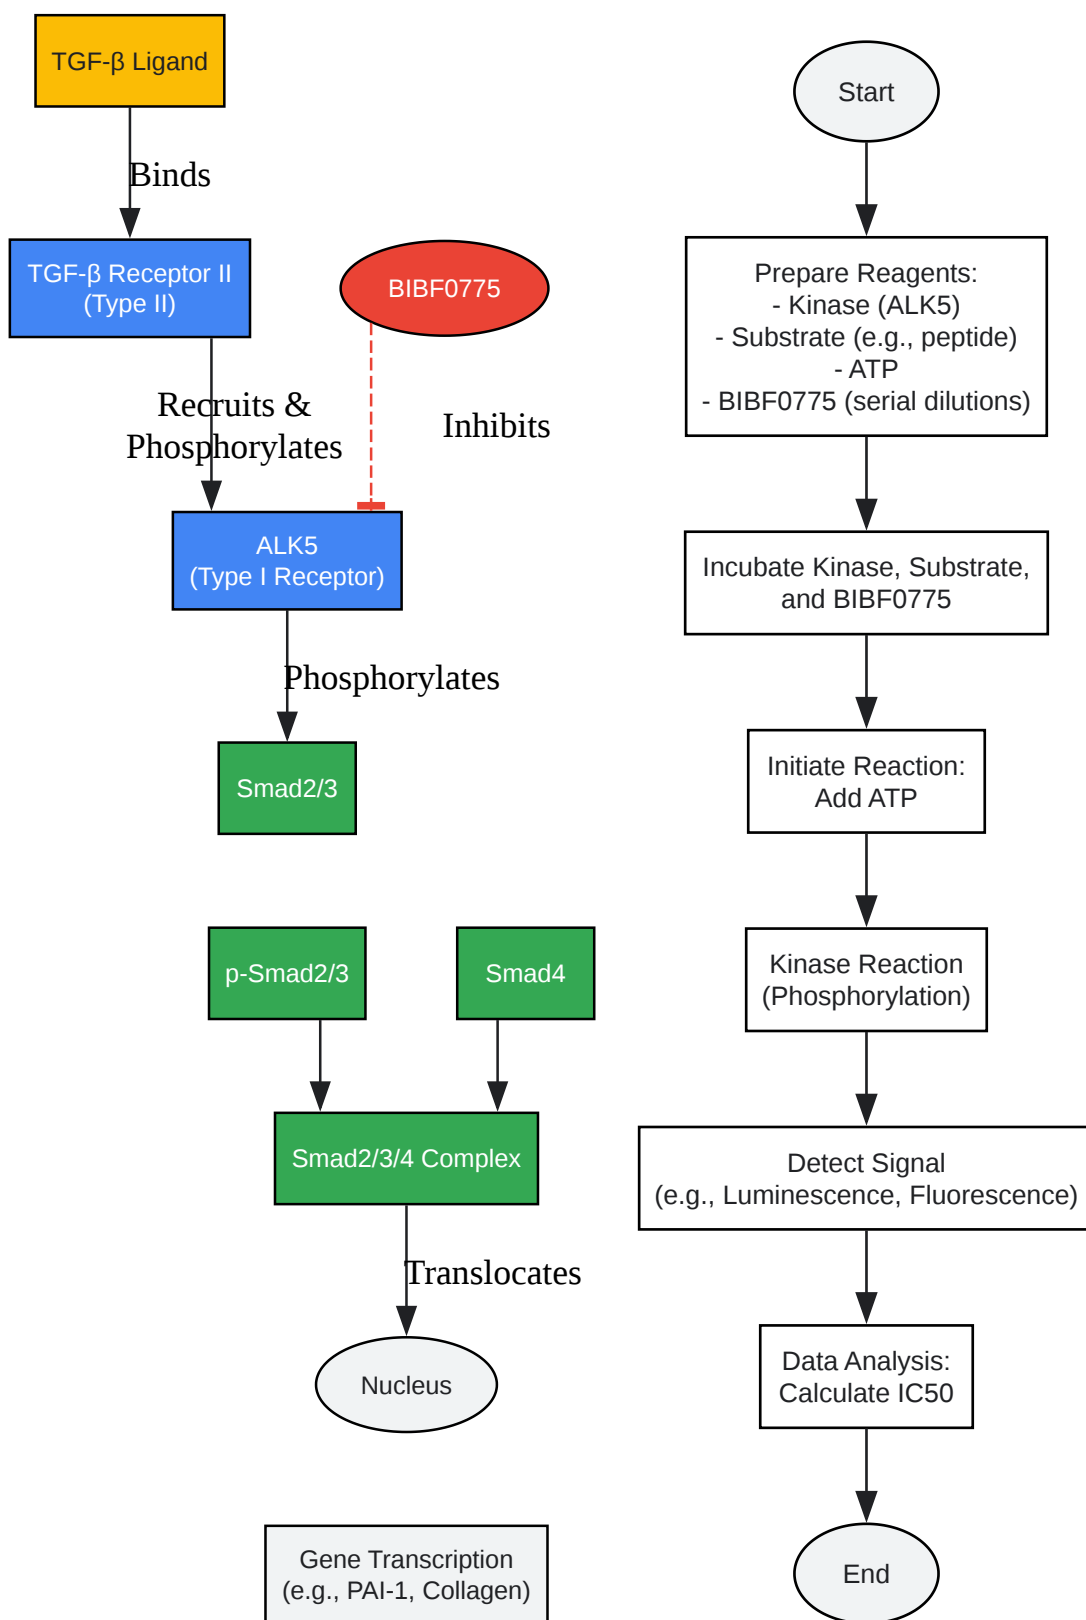 TGF-β Ligand
Binds
TGF-β Receptor II
(Type II)
BIBF0775
Recruits &
Phosphorylates
Inhibits
ALK5
(Type I Receptor)
Phosphorylates
Smad2/3
p-Smad2/3
Smad4
Smad2/3/4 Complex
Translocates
Nucleus
Gene Transcription
(e.g., PAI-1, Collagen)
Start
Prepare Reagents:
- Kinase (ALK5)
- Substrate (e.g., peptide)
- ATP
- BIBF0775 (serial dilutions)
Incubate Kinase, Substrate,
and BIBF0775
Initiate Reaction:
Add ATP
Kinase Reaction
(Phosphorylation)
Detect Signal
(e.g., Luminescence, Fluorescence)
Data Analysis:
Calculate IC50
End